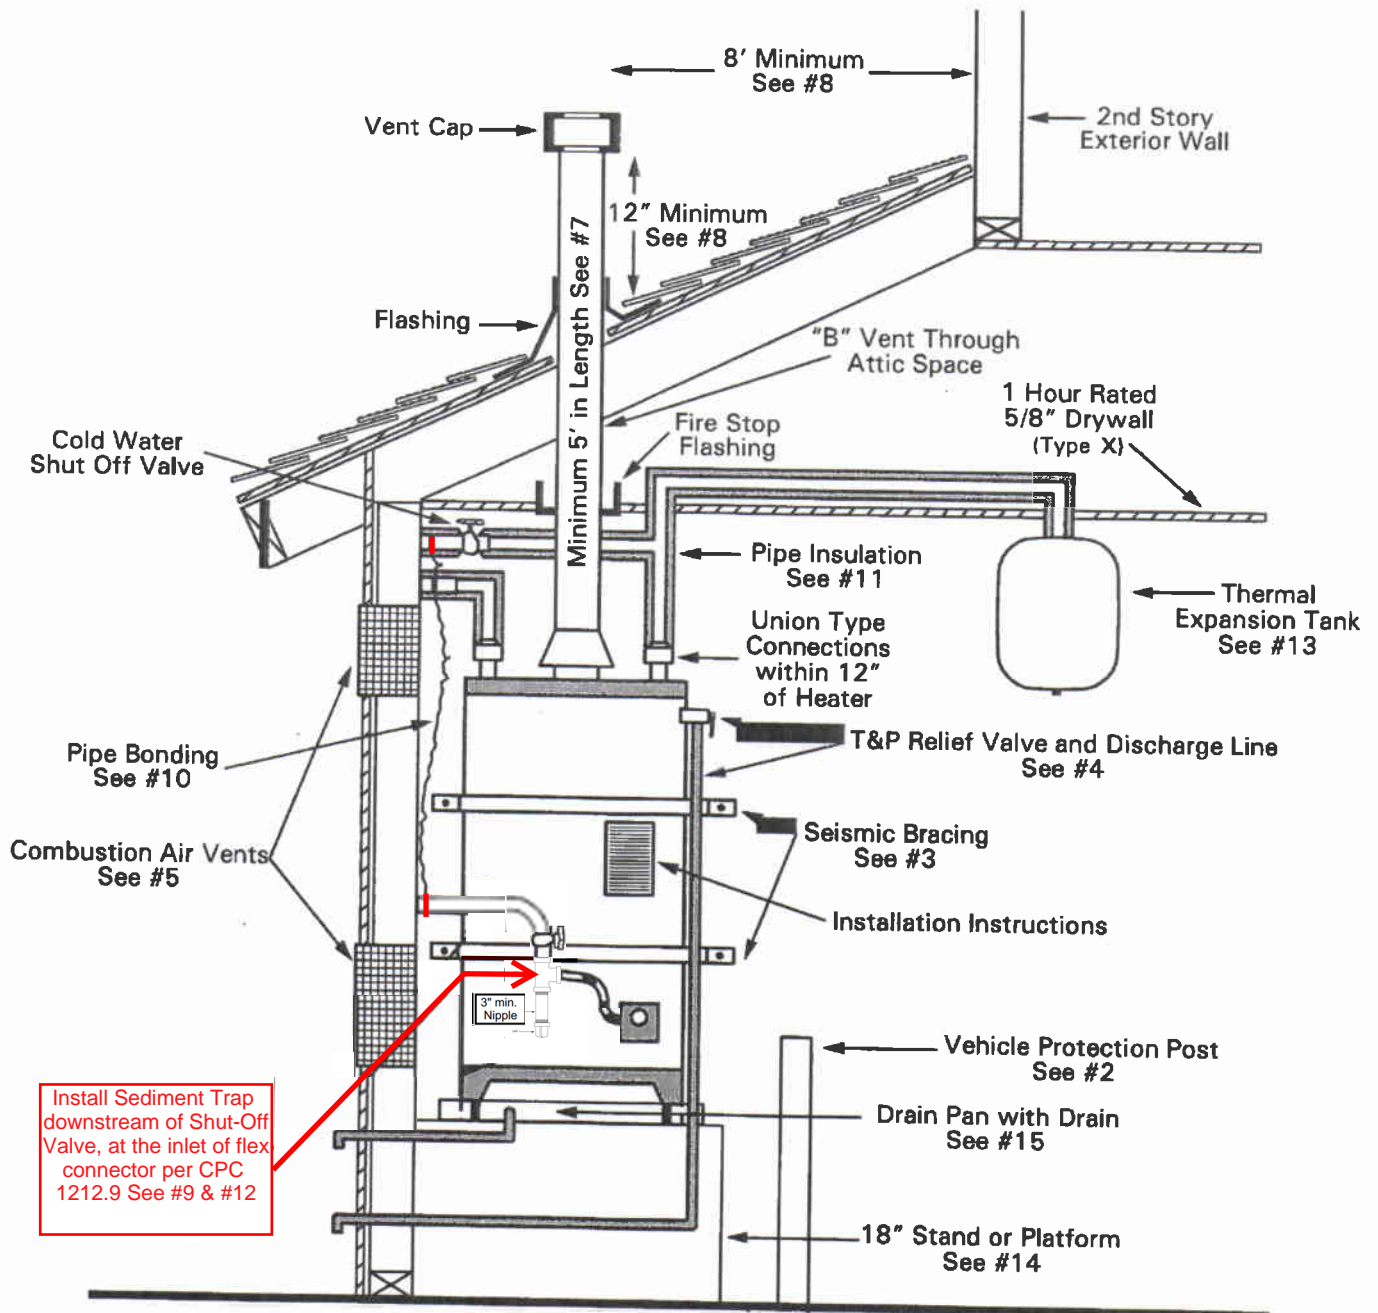 8' Minimum
See #8
Vent Cap
2nd Story
Exterior Wall
12" Minimum
See #8
Minimum 5' in Length See #7
Flashing
"B" Vent Through
Attic Space
1 Hour Rated
5/8" Drywall
(Type X)
Fire Stop
Flashing
Cold Water
Shut Off Valve
Pipe Insulation
See #11
Thermal
Expansion Tank
See #13
Union Type
Connections
within 12"
of Heater
Pipe Bonding
See #10
T&P Relief Valve and Discharge Line
See #4
Combustion Air Vents
See #5
Seismic Bracing
See #3
Installation Instructions
3" min.
Nipple
Vehicle Protection Post
See #2
Install Sediment Trap
downstream of Shut-Off
Valve, at the inlet of flex
connector per CPC
1212.9 See #9 & #12
Drain Pan with Drain
See #15
18" Stand or Platform
See #14